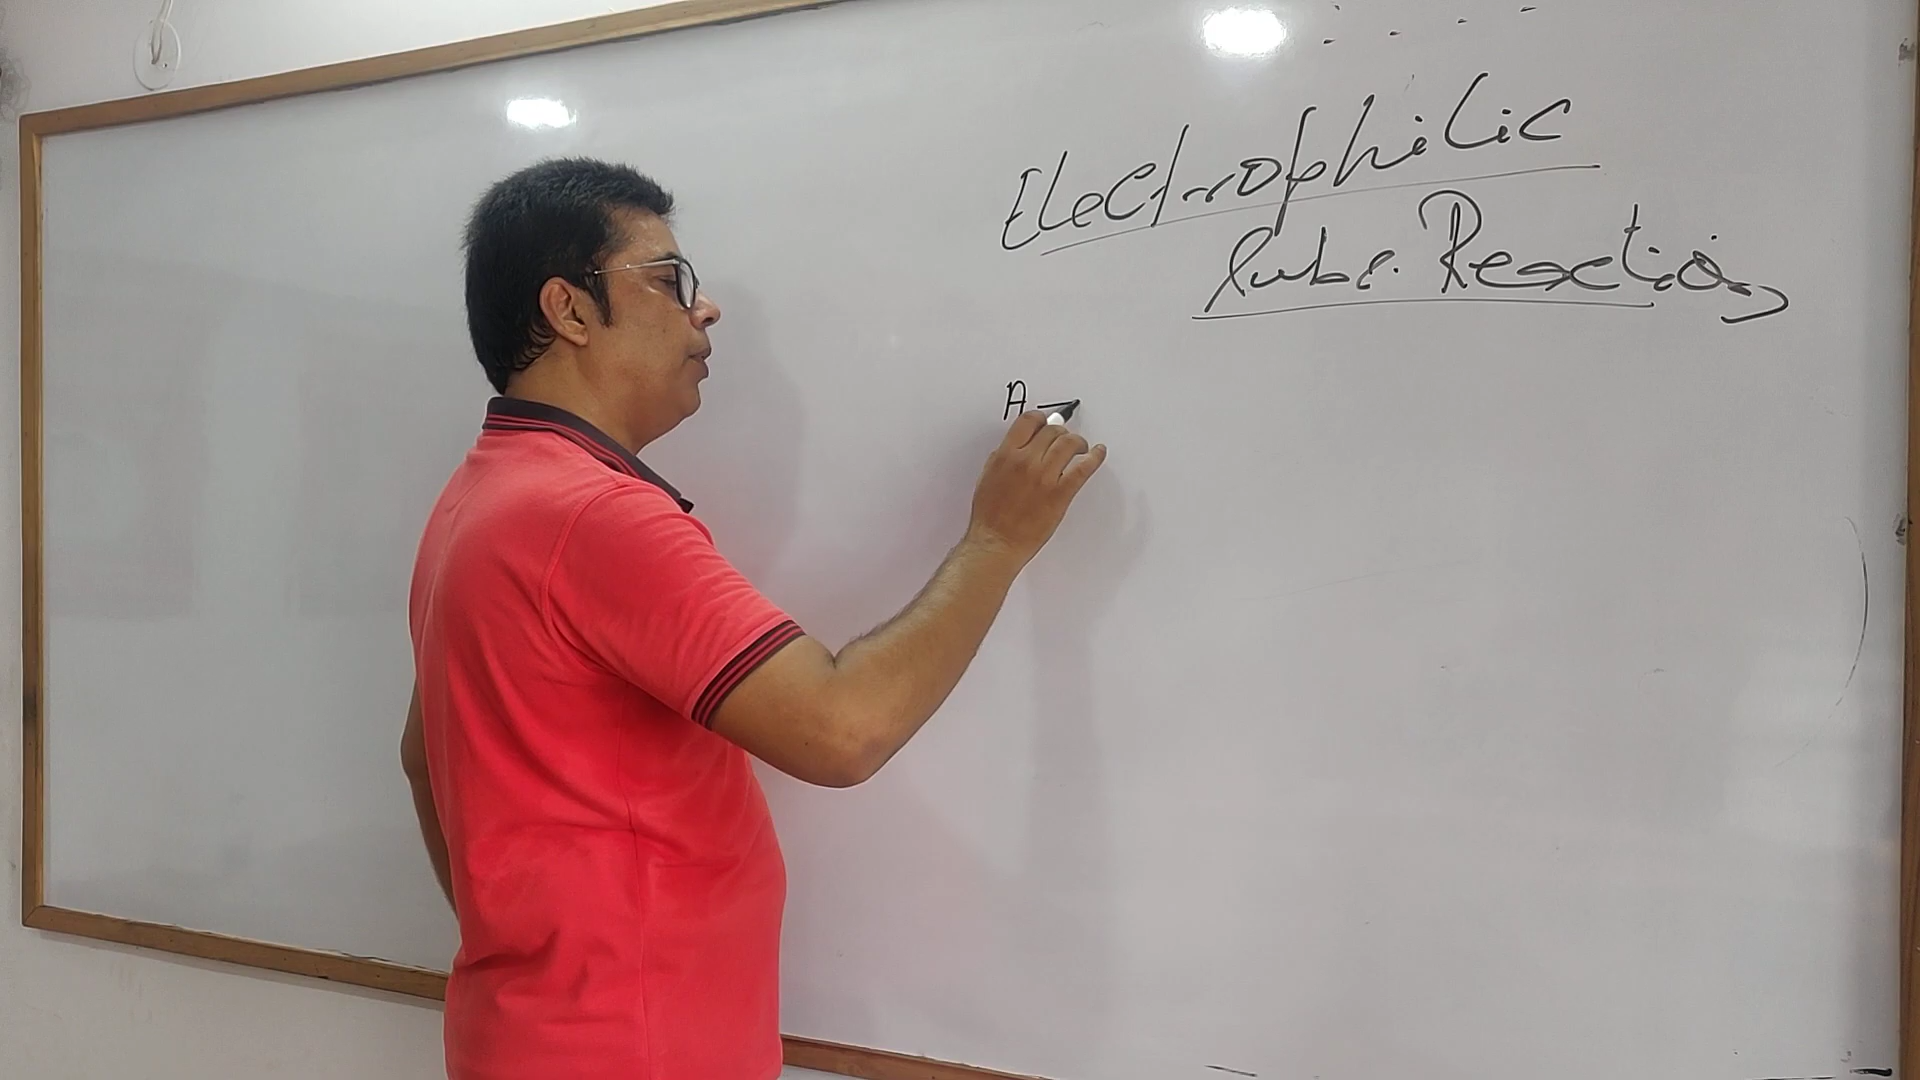 Electrophilic
Subs. Reaction
A —